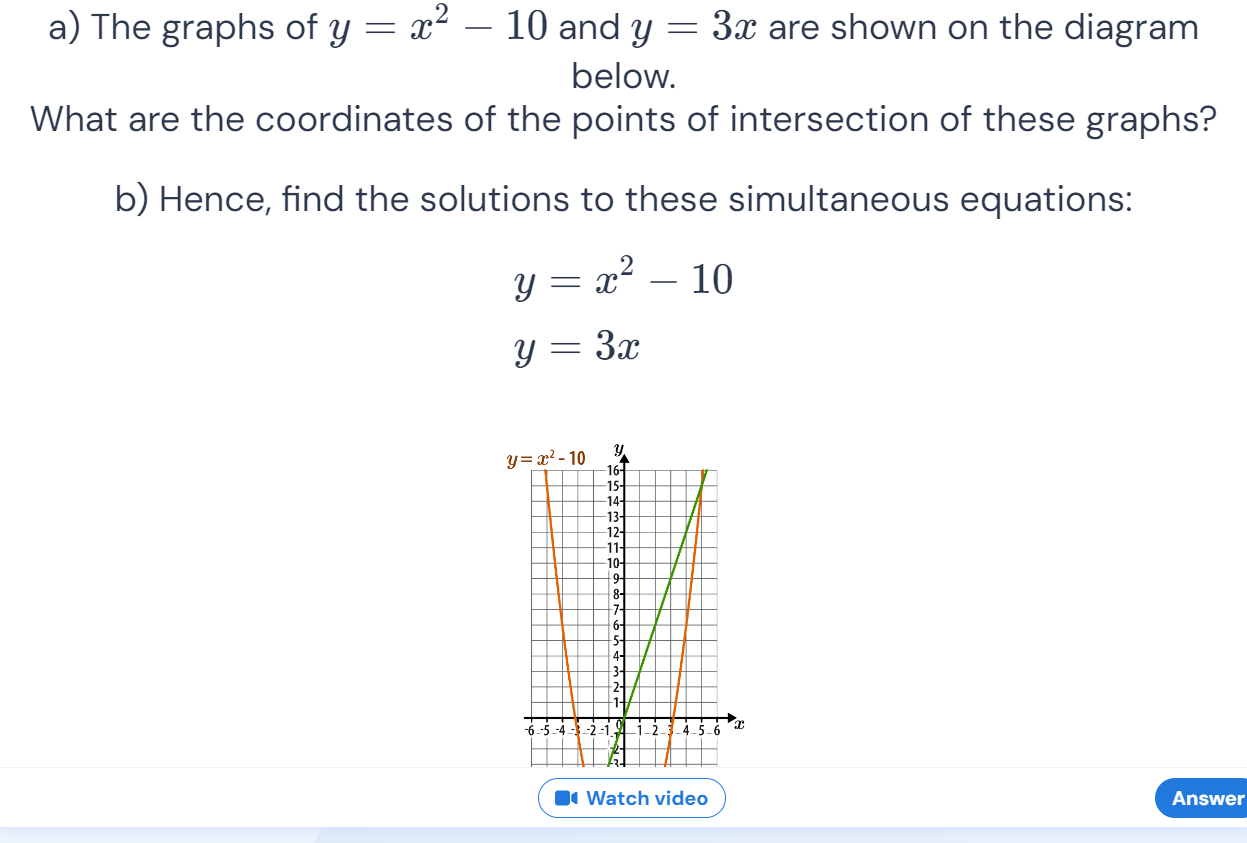 a) The graphs of y = x² − 10 and y = 3x are shown on the diagram
below.
What are the coordinates of the points of intersection of these graphs?
b) Hence, find the solutions to these simultaneous equations:
y = x² − 10
y = 3x
y = x² - 10
y
16
15
14
13
12
11
10
9
8
7
6
5
4
3
2
1
-6 -5 -4 -3 -2 -1 0 1 2 3 4 5 6 x
-1
-2
-3
Watch video
Answer